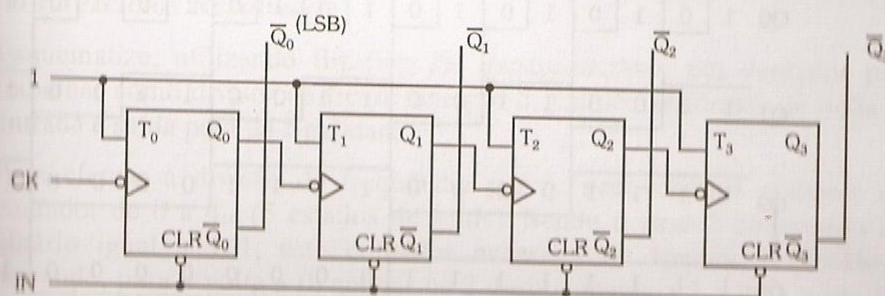 Q̅₀ (LSB) Q̅₁ Q̅₂ Q̅
1
T₀ Q₀ T₁ Q₁ T₂ Q₂ T₃ Q₃
CK
CLR Q̅₀ CLR Q̅₁ CLR Q̅₂ CLR Q̅₃
IN